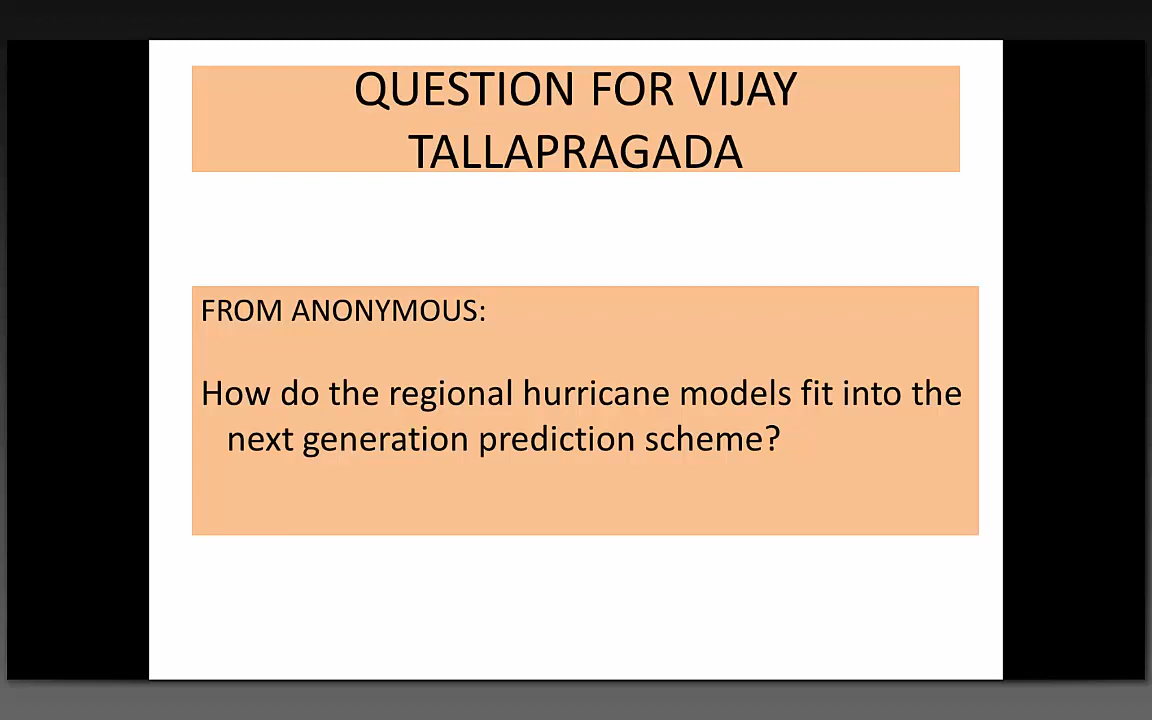 QUESTION FOR VIJAY
TALLAPRAGADA
FROM ANONYMOUS:
How do the regional hurricane models fit into the
next generation prediction scheme?